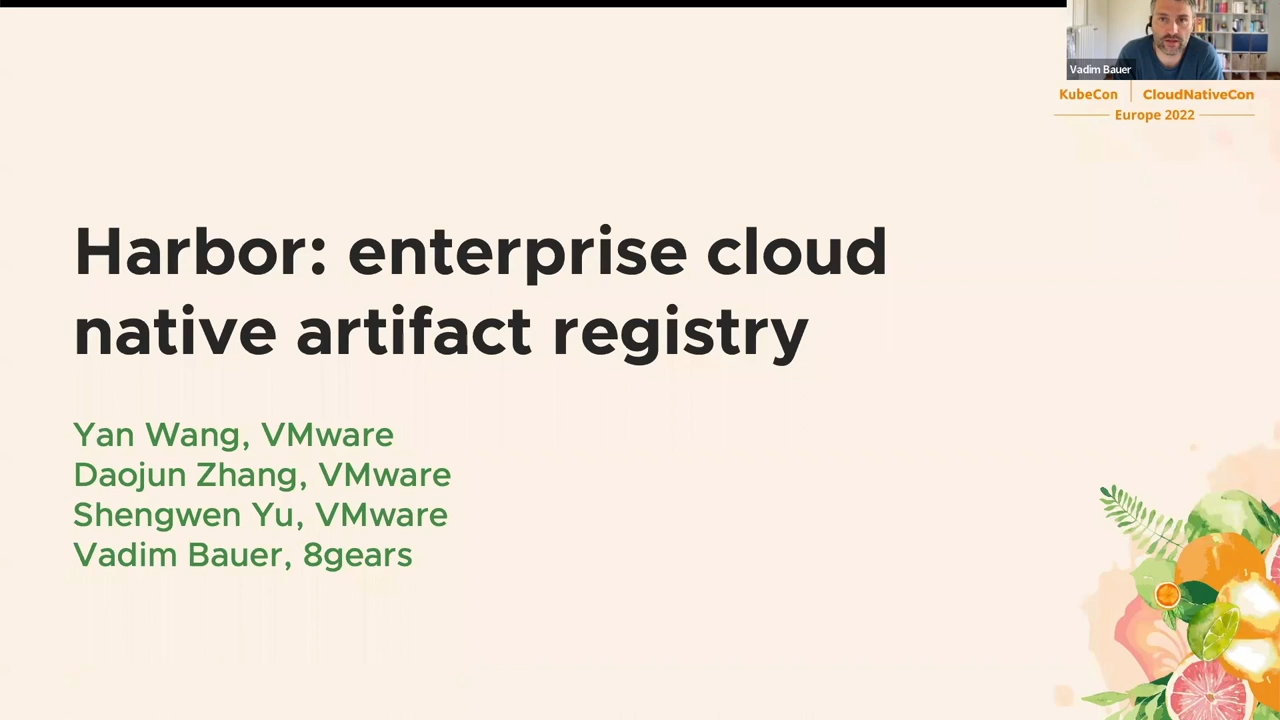 Vadim Bauer
KubeCon | CloudNativeCon
Europe 2022
Harbor: enterprise cloud
native artifact registry
Yan Wang, VMware
Daojun Zhang, VMware
Shengwen Yu, VMware
Vadim Bauer, 8gears